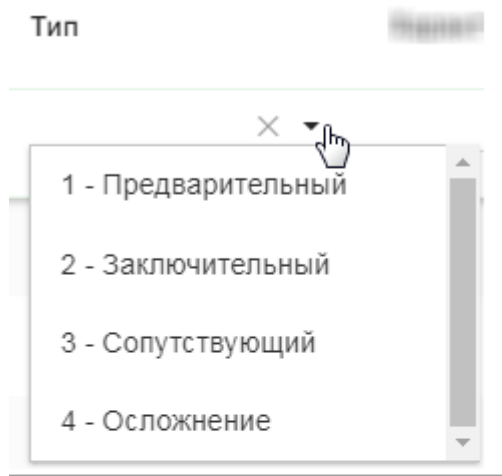 Тип
1 - Предварительный
2 - Заключительный
3 - Сопутствующий
4 - Осложнение